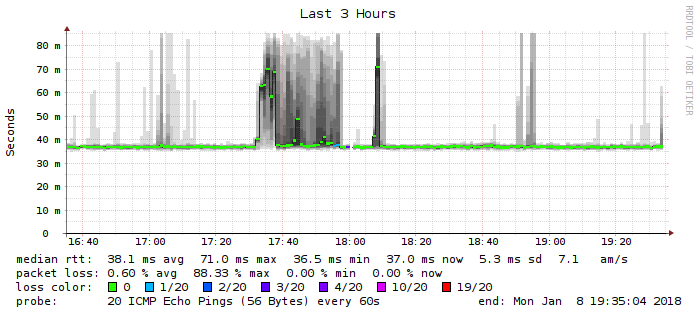 Last 3 Hours
RRDTOOL / TOBI OETIKER
Seconds
80 m
70 m
60 m
50 m
40 m
30 m
20 m
10 m
0
16:40 17:00 17:20 17:40 18:00 18:20 18:40 19:00 19:20
median rtt: 38.1 ms avg 71.0 ms max 36.5 ms min 37.0 ms now 5.3 ms sd 7.1 am/s
packet loss: 0.60 % avg 88.33 % max 0.00 % min 0.00 % now
loss color: 0 1/20 2/20 3/20 4/20 10/20 19/20
probe: 20 ICMP Echo Pings (56 Bytes) every 60s end: Mon Jan 8 19:35:04 2018